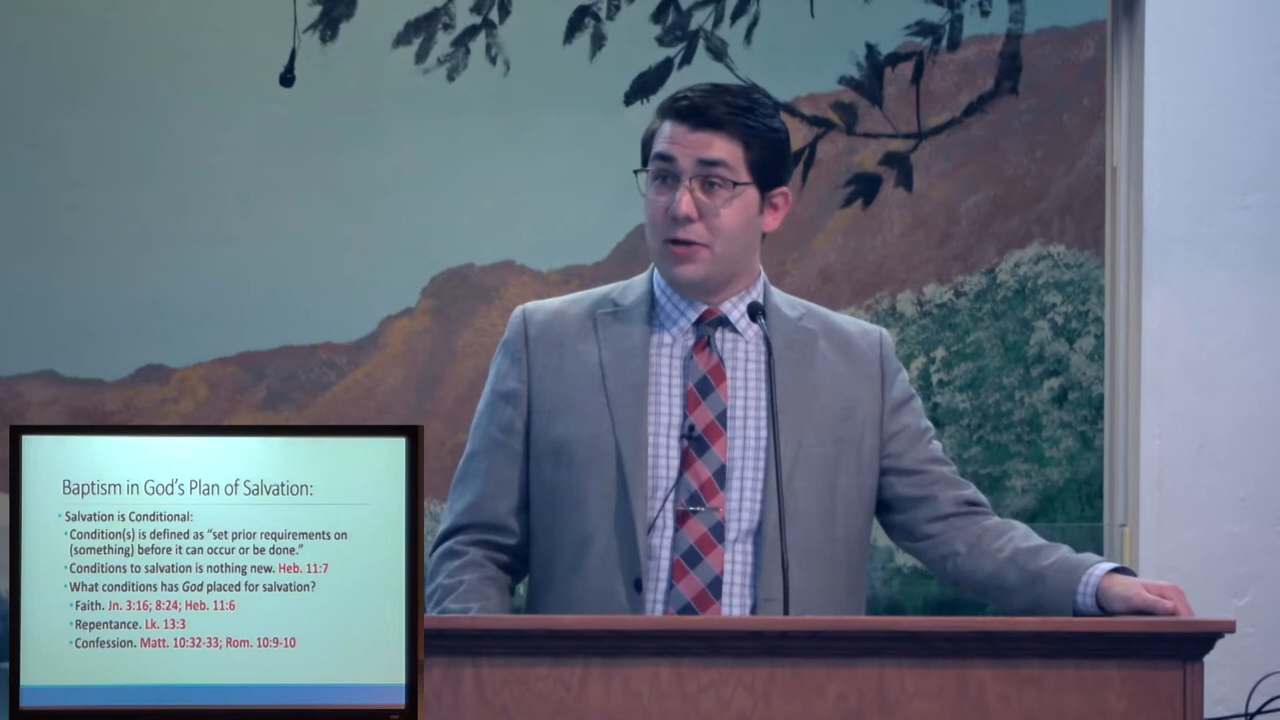 Baptism in God's Plan of Salvation:
Salvation is Conditional:
Condition(s) is defined as "set prior requirements on
(something) before it can occur or be done."
Conditions to salvation is nothing new. Heb. 11:7
What conditions has God placed for salvation?
Faith. Jn. 3:16; 8:24; Heb. 11:6
Repentance. Lk. 13:3
Confession. Matt. 10:32-33; Rom. 10:9-10